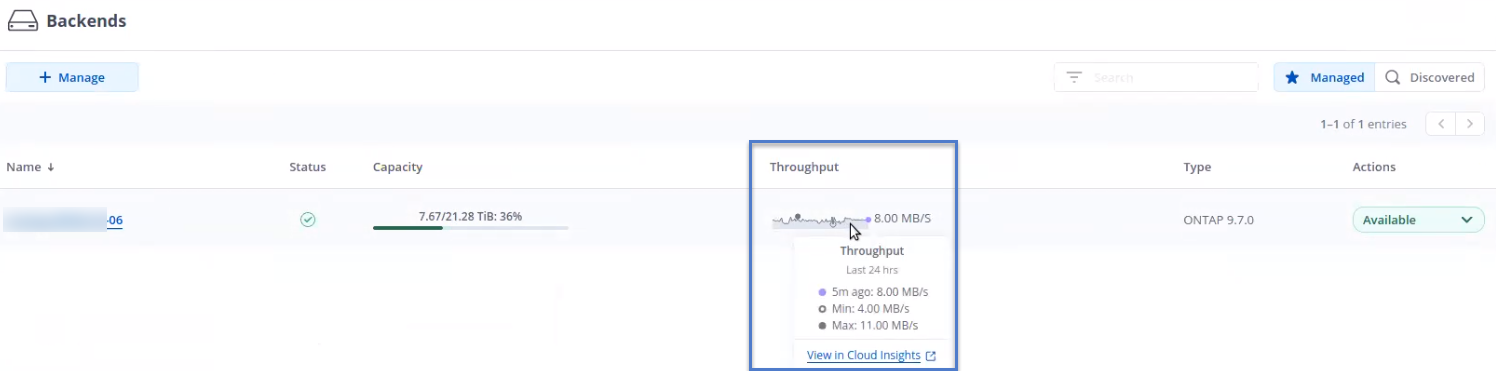 Backends
+ Manage
Search
Managed
Discovered
1–1 of 1 entries
Name ↓ Status Capacity Throughput Type Actions
-06 7.67/21.28 TiB: 36% 8.00 MB/S ONTAP 9.7.0 Available
Throughput
Last 24 hrs
5m ago: 8.00 MB/s
Min: 4.00 MB/s
Max: 11.00 MB/s
View in Cloud Insights